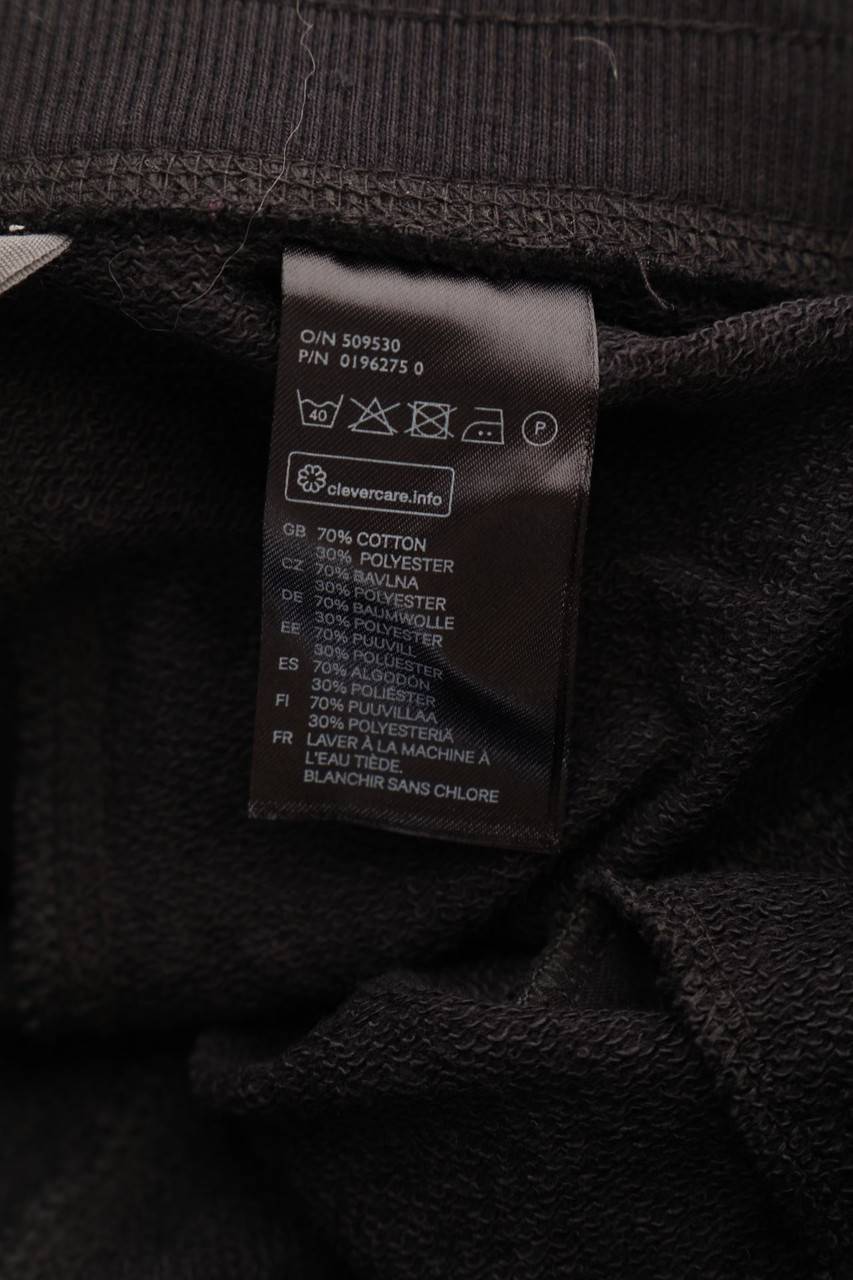 O/N 509530
P/N 0196275 0
40
P
clevercare.info
GB 70% COTTON
30% POLYESTER
CZ 70% BAVLNA
30% POLYESTER
DE 70% BAUMWOLLE
30% POLYESTER
EE 70% PUUVILL
30% POLÜESTER
ES 70% ALGODÓN
30% POLIÉSTER
FI 70% PUUVILLAA
30% POLYESTERIÄ
FR LAVER À LA MACHINE À
L'EAU TIÈDE.
BLANCHIR SANS CHLORE